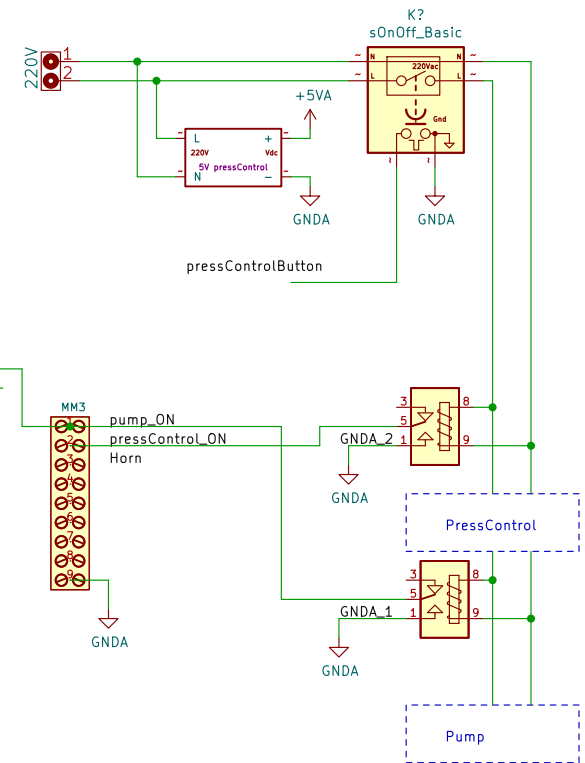 K?
sOnOff_Basic
220V
1
2
~
N
N
~
220Vac
~
L
L
~
+5VA
Gnd
~
L
+
~
220V
Vdc
5V pressControl
~
N
−
~
~
~
GNDA
GNDA
pressControlButton
MM3
1
2
3
4
5
6
7
8
9
pump_ON
pressControl_ON
Horn
GNDA
3
5
1
8
9
GNDA_2
GNDA
PressControl
3
5
1
8
9
GNDA_1
GNDA
Pump